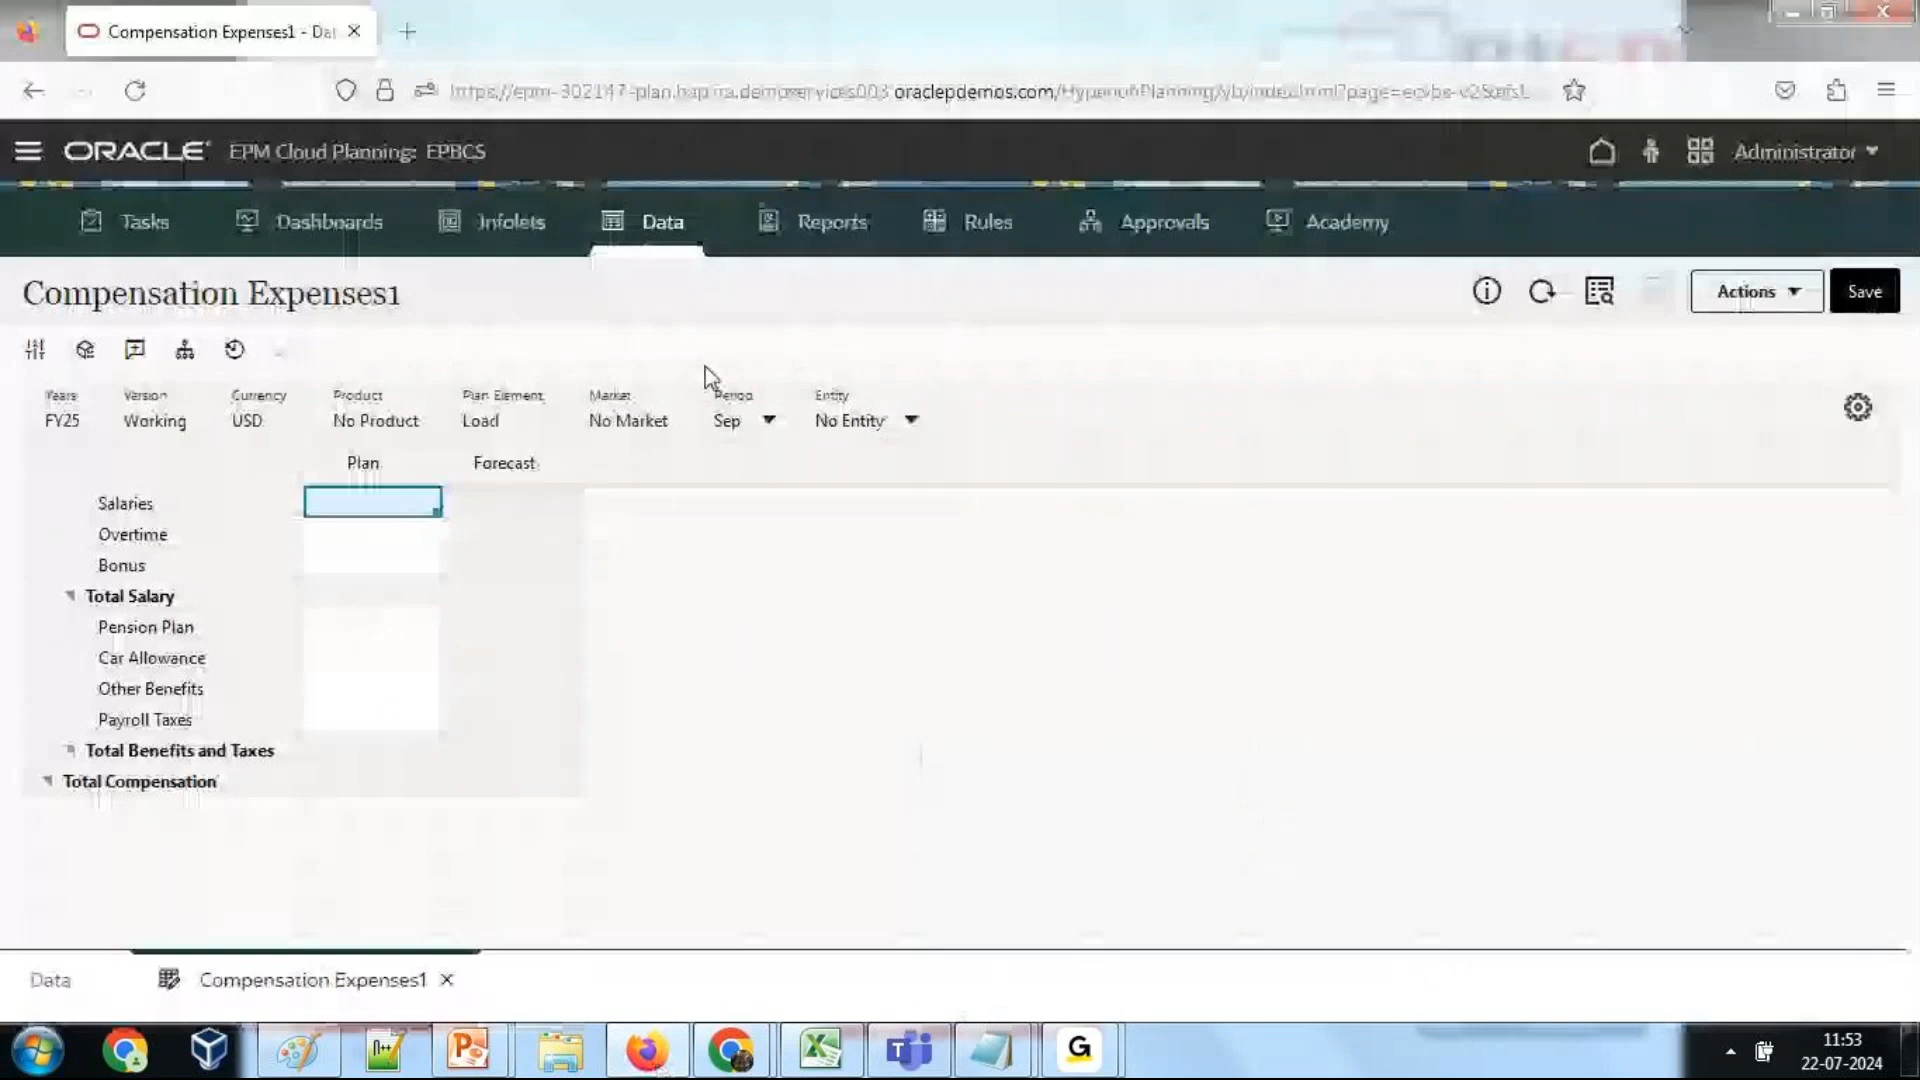 Compensation Expenses1 - Dat
oraclepdemos.com
ORACLE EPM Cloud Planning: EPBCS
Administrator
Tasks Dashboards Infolets Data Reports Rules Approvals Academy
Compensation Expenses1
Actions Save
Years Version Currency Product Plan Element Market Period Entity
FY25 Working USD No Product Load No Market Sep No Entity
Plan Forecast
Salaries
Overtime
Bonus
Total Salary
Pension Plan
Car Allowance
Other Benefits
Payroll Taxes
Total Benefits and Taxes
Total Compensation
Data Compensation Expenses1
11:53
22-07-2024